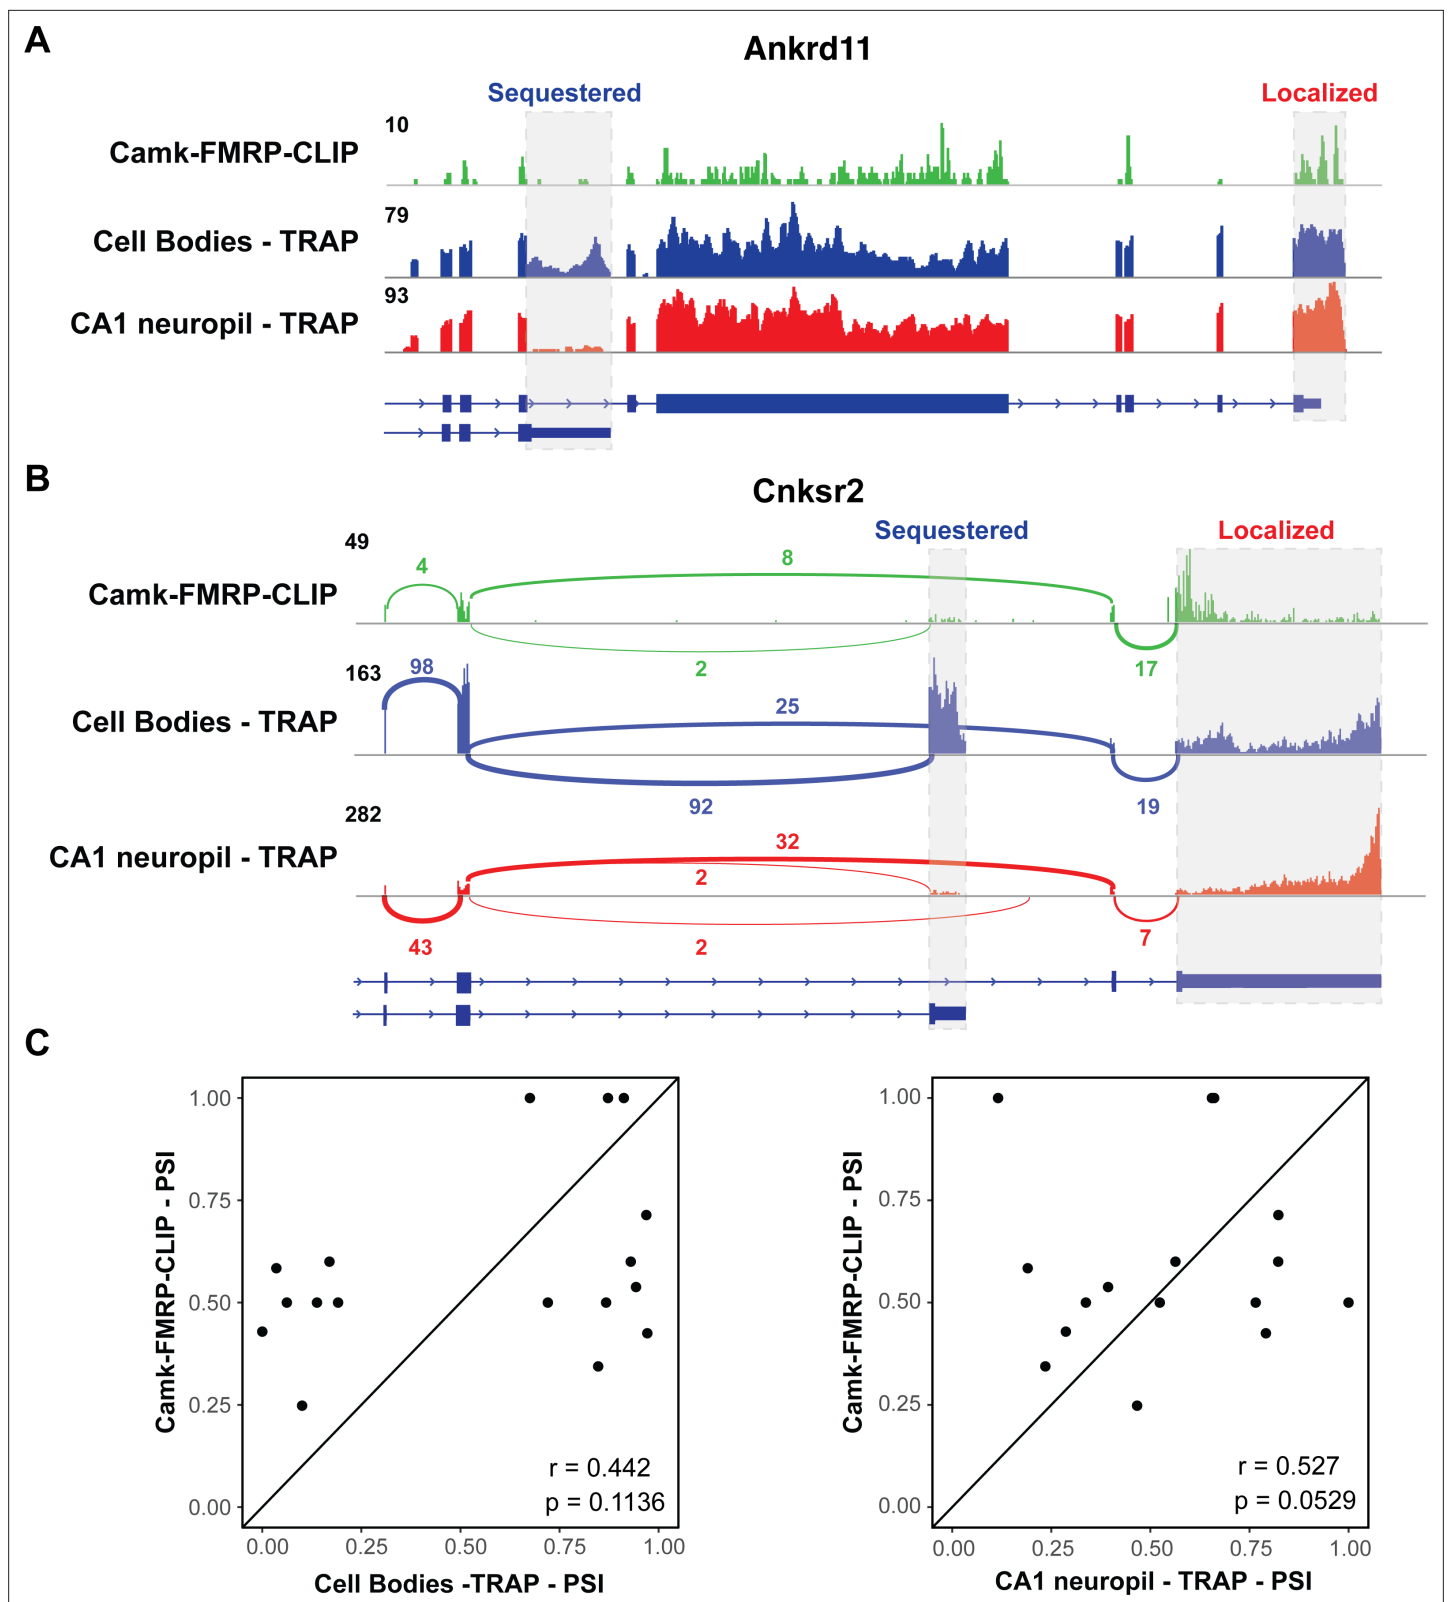 A
Ankrd11
Sequestered
Localized
10
Camk-FMRP-CLIP
79
Cell Bodies - TRAP
93
CA1 neuropil - TRAP
B
Cnksr2
Sequestered
Localized
49
4
8
Camk-FMRP-CLIP
2
17
163
98
25
Cell Bodies - TRAP
92
19
282
32
CA1 neuropil - TRAP
2
43
2
7
C
1.00
0.75
0.50
0.25
0.00
Camk-FMRP-CLIP - PSI
r = 0.442
p = 0.1136
0.00 0.25 0.50 0.75 1.00
Cell Bodies -TRAP - PSI
1.00
0.75
0.50
0.25
0.00
Camk-FMRP-CLIP - PSI
r = 0.527
p = 0.0529
0.00 0.25 0.50 0.75 1.00
CA1 neuropil - TRAP - PSI